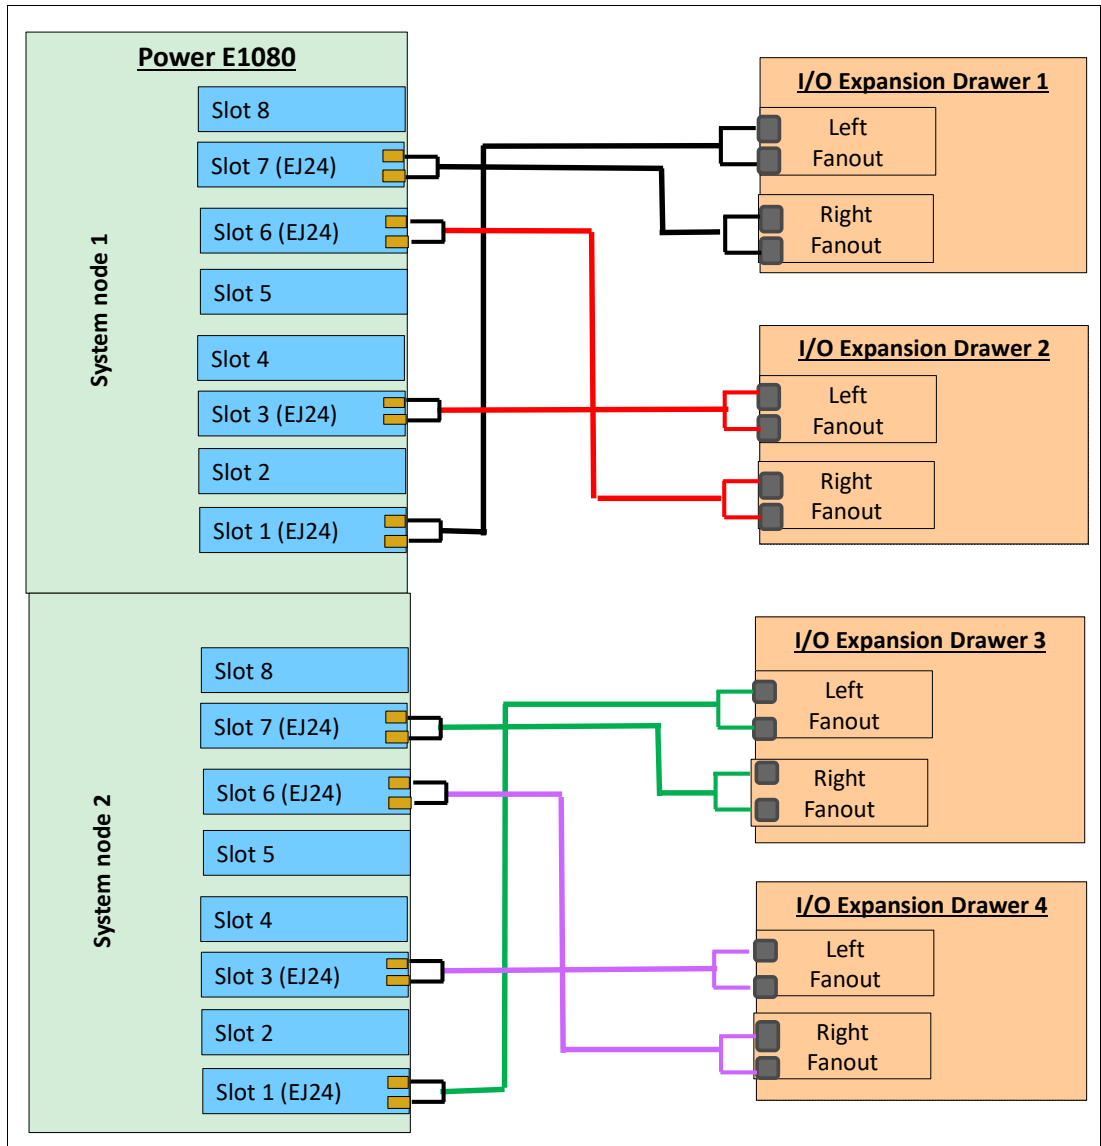 Power E1080
System node 1
Slot 8
Slot 7 (EJ24)
Slot 6 (EJ24)
Slot 5
Slot 4
Slot 3 (EJ24)
Slot 2
Slot 1 (EJ24)
System node 2
Slot 8
Slot 7 (EJ24)
Slot 6 (EJ24)
Slot 5
Slot 4
Slot 3 (EJ24)
Slot 2
Slot 1 (EJ24)
I/O Expansion Drawer 1
Left
Fanout
Right
Fanout
I/O Expansion Drawer 2
Left
Fanout
Right
Fanout
I/O Expansion Drawer 3
Left
Fanout
Right
Fanout
I/O Expansion Drawer 4
Left
Fanout
Right
Fanout